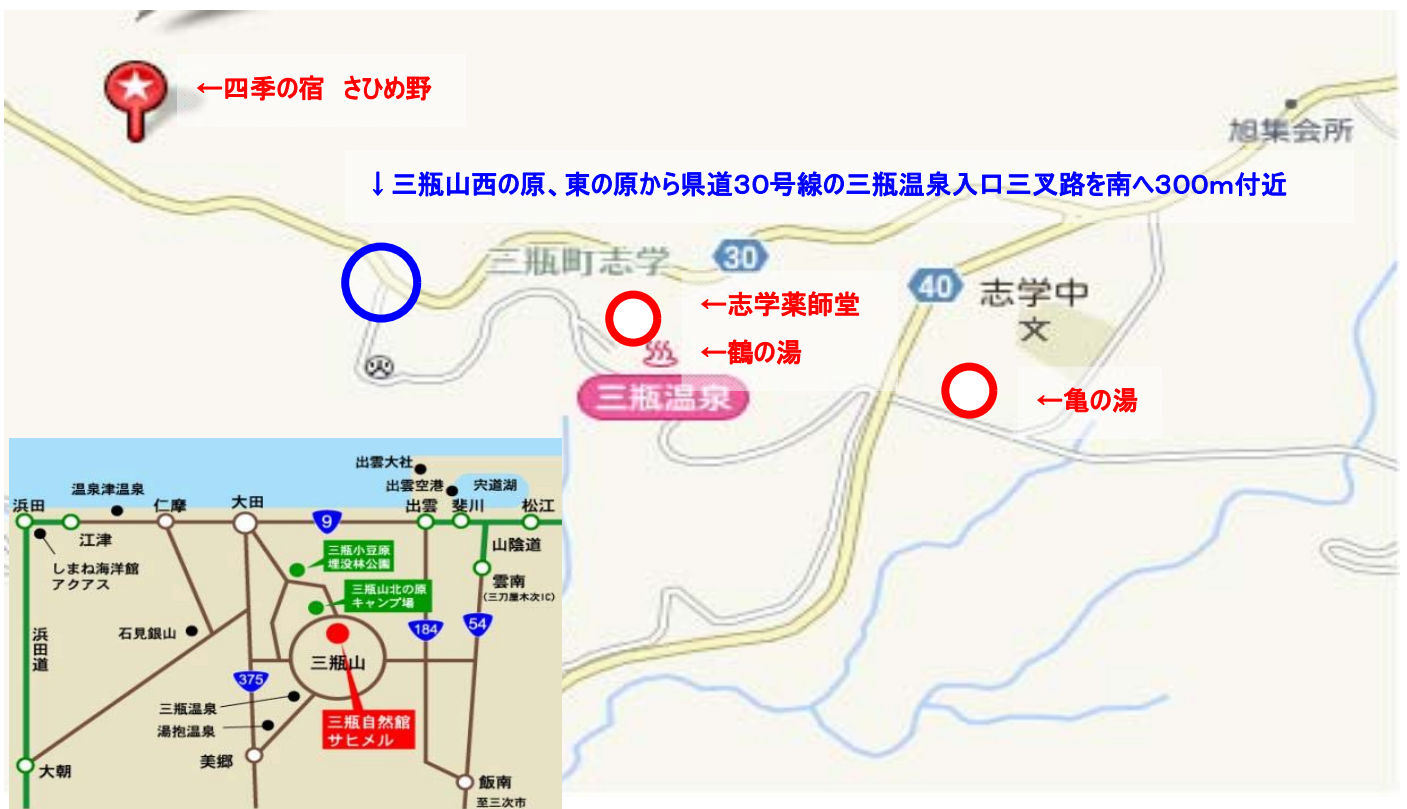 ←四季の宿　さひめ野
旭集会所
↓三瓶山西の原、東の原から県道30号線の三瓶温泉入口三叉路を南へ300m付近
三瓶町志学
30
40
志学中
文
←志学薬師堂
←鶴の湯
三瓶温泉
←亀の湯
出雲大社
出雲空港
宍道湖
温泉津温泉
浜田
仁摩
大田
9
出雲
斐川
松江
江津
山陰道
しまね海洋館
アクアス
三瓶小豆原
埋没林公園
雲南
(三刀屋木次IC)
三瓶山北の原
キャンプ場
浜田道
石見銀山
184
54
三瓶山
375
三瓶温泉
湯抱温泉
三瓶自然館
サヒメル
美郷
大朝
飯南
至三次市